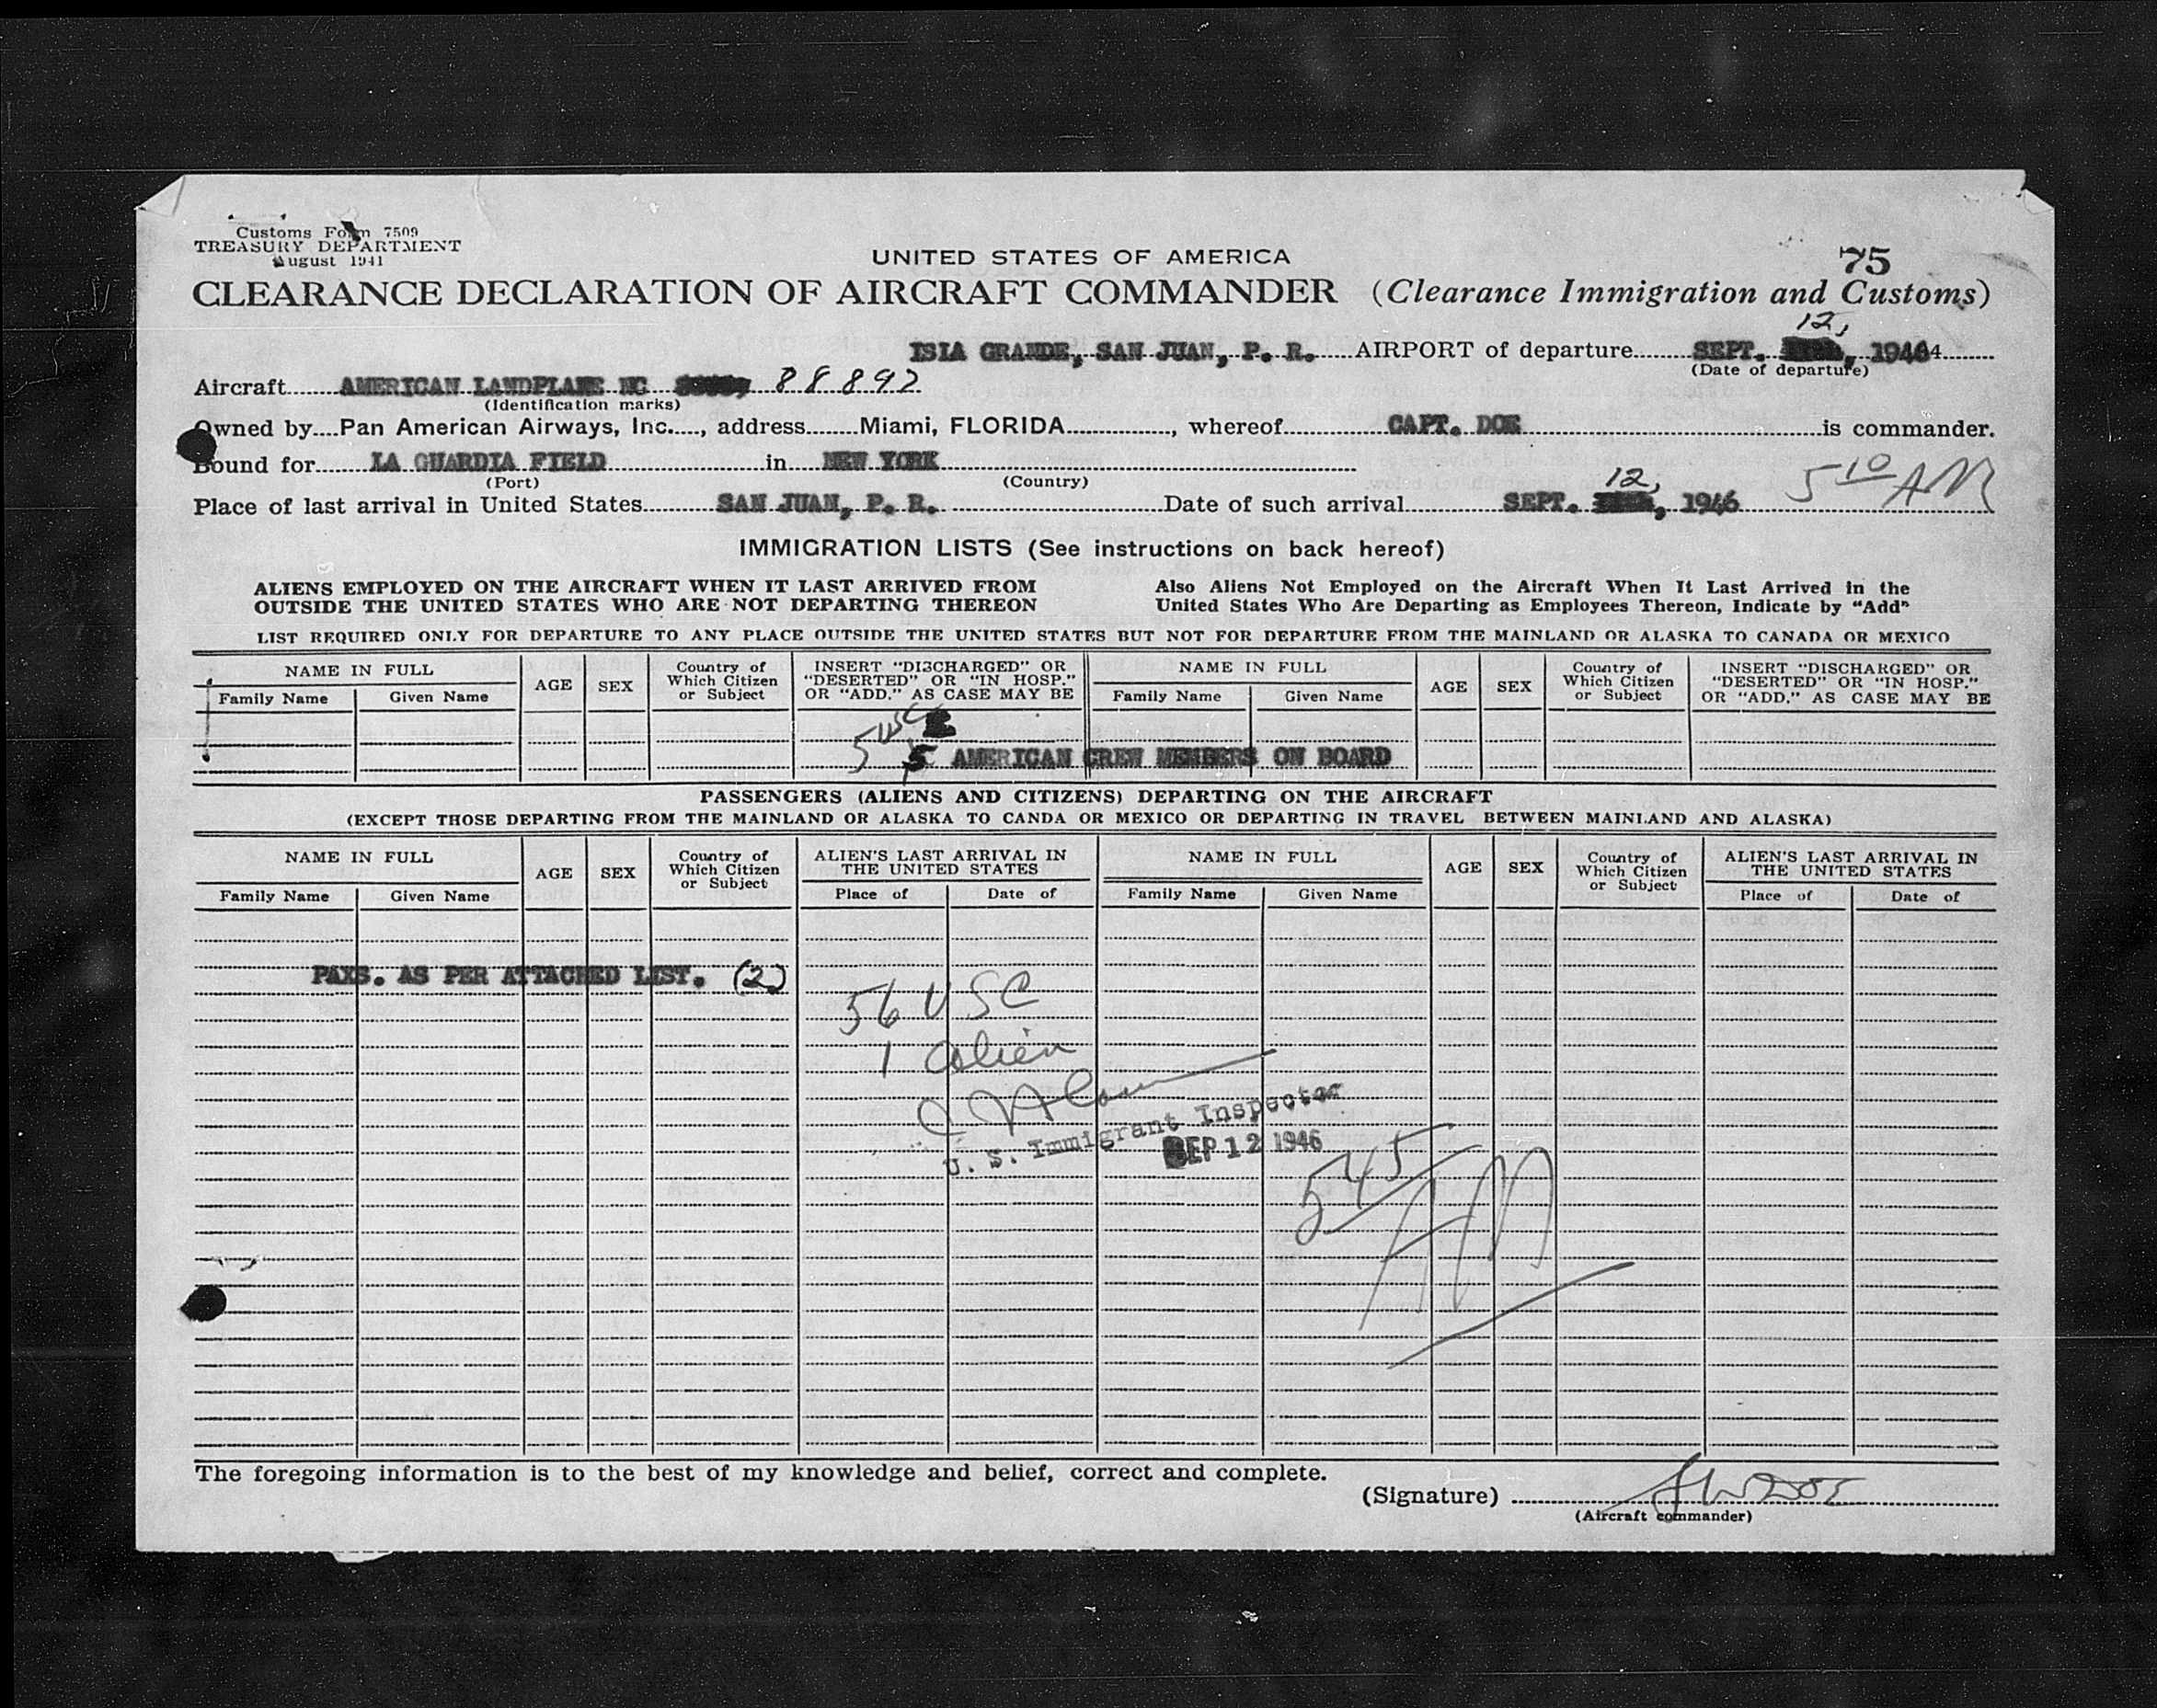 Customs Form 7509
TREASURY DEPARTMENT
August 1941
UNITED STATES OF AMERICA
75
CLEARANCE DECLARATION OF AIRCRAFT COMMANDER (Clearance Immigration and Customs)
12,
ISLA GRANDE, SAN JUAN, P. R. AIRPORT of departure SEPT. , 1946
(Date of departure)
Aircraft AMERICAN LANDPLANE NC 88892
(Identification marks)
Owned by Pan American Airways, Inc., address Miami, FLORIDA, whereof CAPT. DOE is commander.
Bound for LA GUARDIA FIELD in NEW YORK
(Port) (Country)
12, 5 10 AM
Place of last arrival in United States SAN JUAN, P. R. Date of such arrival SEPT. , 1946
IMMIGRATION LISTS (See instructions on back hereof)
ALIENS EMPLOYED ON THE AIRCRAFT WHEN IT LAST ARRIVED FROM
OUTSIDE THE UNITED STATES WHO ARE NOT DEPARTING THEREON
Also Aliens Not Employed on the Aircraft When It Last Arrived in the
United States Who Are Departing as Employees Thereon, Indicate by “Add”
LIST REQUIRED ONLY FOR DEPARTURE TO ANY PLACE OUTSIDE THE UNITED STATES BUT NOT FOR DEPARTURE FROM THE MAINLAND OR ALASKA TO CANADA OR MEXICO
NAME IN FULL
Family Name Given Name
AGE
SEX
Country of
Which Citizen
or Subject
INSERT “DISCHARGED” OR
“DESERTED” OR “IN HOSP.”
OR “ADD.” AS CASE MAY BE
NAME IN FULL
Family Name Given Name
AGE
SEX
Country of
Which Citizen
or Subject
INSERT “DISCHARGED” OR
“DESERTED” OR “IN HOSP.”
OR “ADD.” AS CASE MAY BE
5 USC
5 AMERICAN CREW MEMBERS ON BOARD
PASSENGERS (ALIENS AND CITIZENS) DEPARTING ON THE AIRCRAFT
(EXCEPT THOSE DEPARTING FROM THE MAINLAND OR ALASKA TO CANDA OR MEXICO OR DEPARTING IN TRAVEL BETWEEN MAINLAND AND ALASKA)
NAME IN FULL
Family Name Given Name
AGE
SEX
Country of
Which Citizen
or Subject
ALIEN'S LAST ARRIVAL IN
THE UNITED STATES
Place of Date of
NAME IN FULL
Family Name Given Name
AGE
SEX
Country of
Which Citizen
or Subject
ALIEN'S LAST ARRIVAL IN
THE UNITED STATES
Place of Date of
PAXS. AS PER ATTACHED LIST. (2)
56 USC
1 alien
U. S. Immigrant Inspector
SEP 12 1946
545
AM
The foregoing information is to the best of my knowledge and belief, correct and complete.
(Signature)
(Aircraft commander)